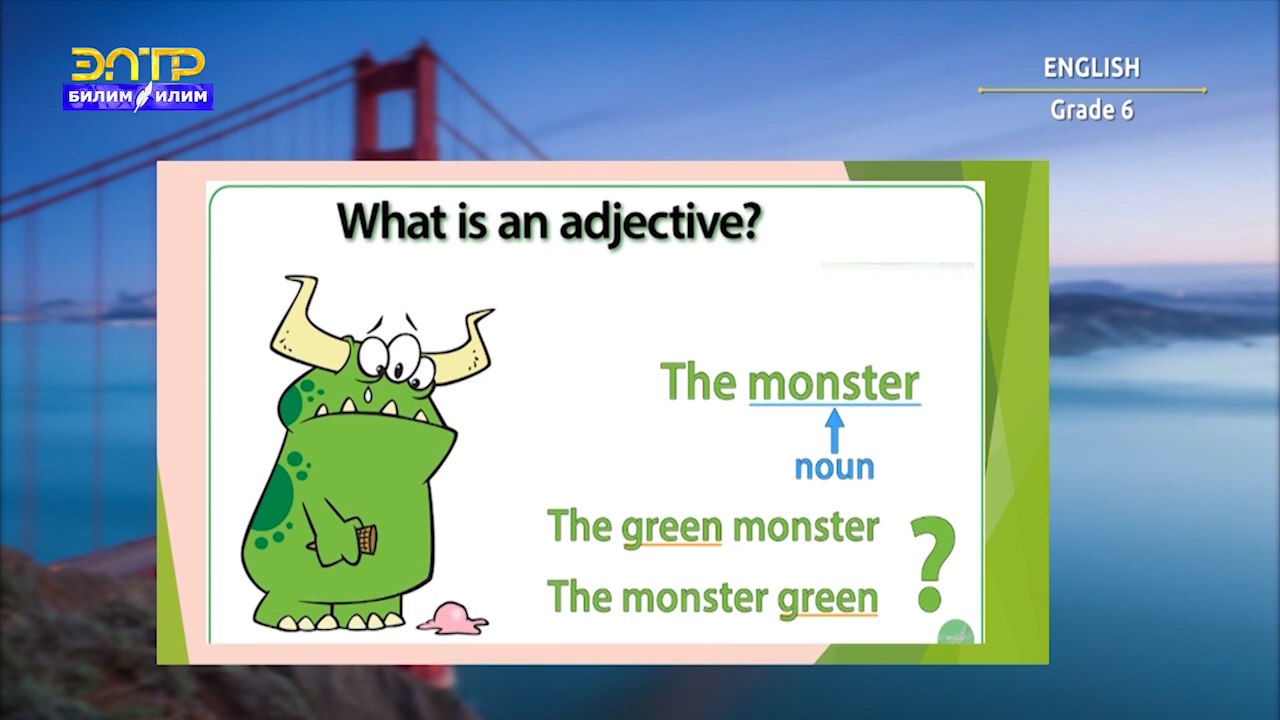 ЭЛТР
БИЛИМ ИЛИМ
ENGLISH
Grade 6
What is an adjective?
The monster
noun
The green monster
The monster green
?